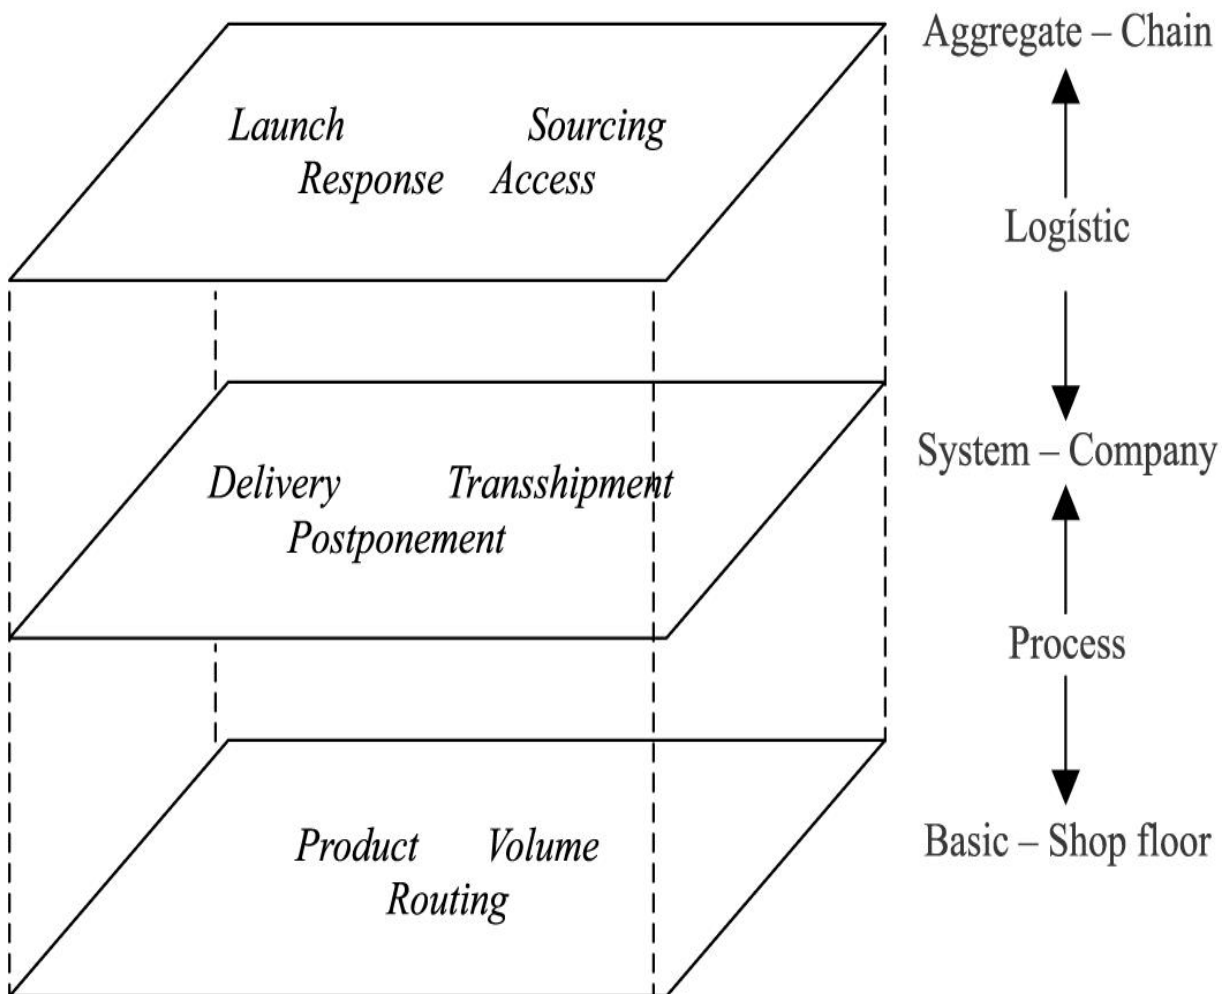 Aggregate – Chain
Launch Sourcing
Response Access
Logístic
System – Company
Delivery Transshipment
Postponement
Process
Basic – Shop floor
Product Volume
Routing